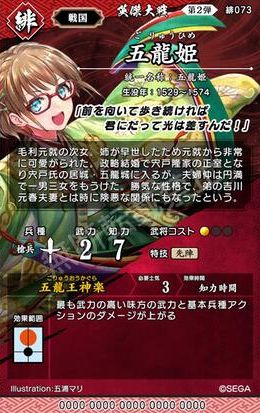 緋
戦国
英傑大戦
第2弾
緋073
ごりゅうひめ
五龍姫
統一名称：五龍姫
生没年：1529～1574
「前を向いて歩き続ければ
君にだって光は差すんだ！」
毛利元就の次女。姉が早世したため元就から非常
に可愛がられた。政略結婚で宍戸隆家の正室とな
り宍戸氏の居城・五龍城に入るが、夫婦仲は円満
で一男三女をもうけた。勝気な性格で、弟の吉川
元春夫妻とは時に険悪な関係にもなったという。
兵種 武力 知力 武将コスト
槍兵 2 7
特技 先陣
ごりゅうおうかぐら
五龍王神楽
必要士気 3
効果時間 知力時間
効果範囲
最も武力の高い味方の武力と基本兵種アク
ションのダメージが上がる
Illustration:五浦マリ
©SEGA
0000-0000-0000-0000-0000